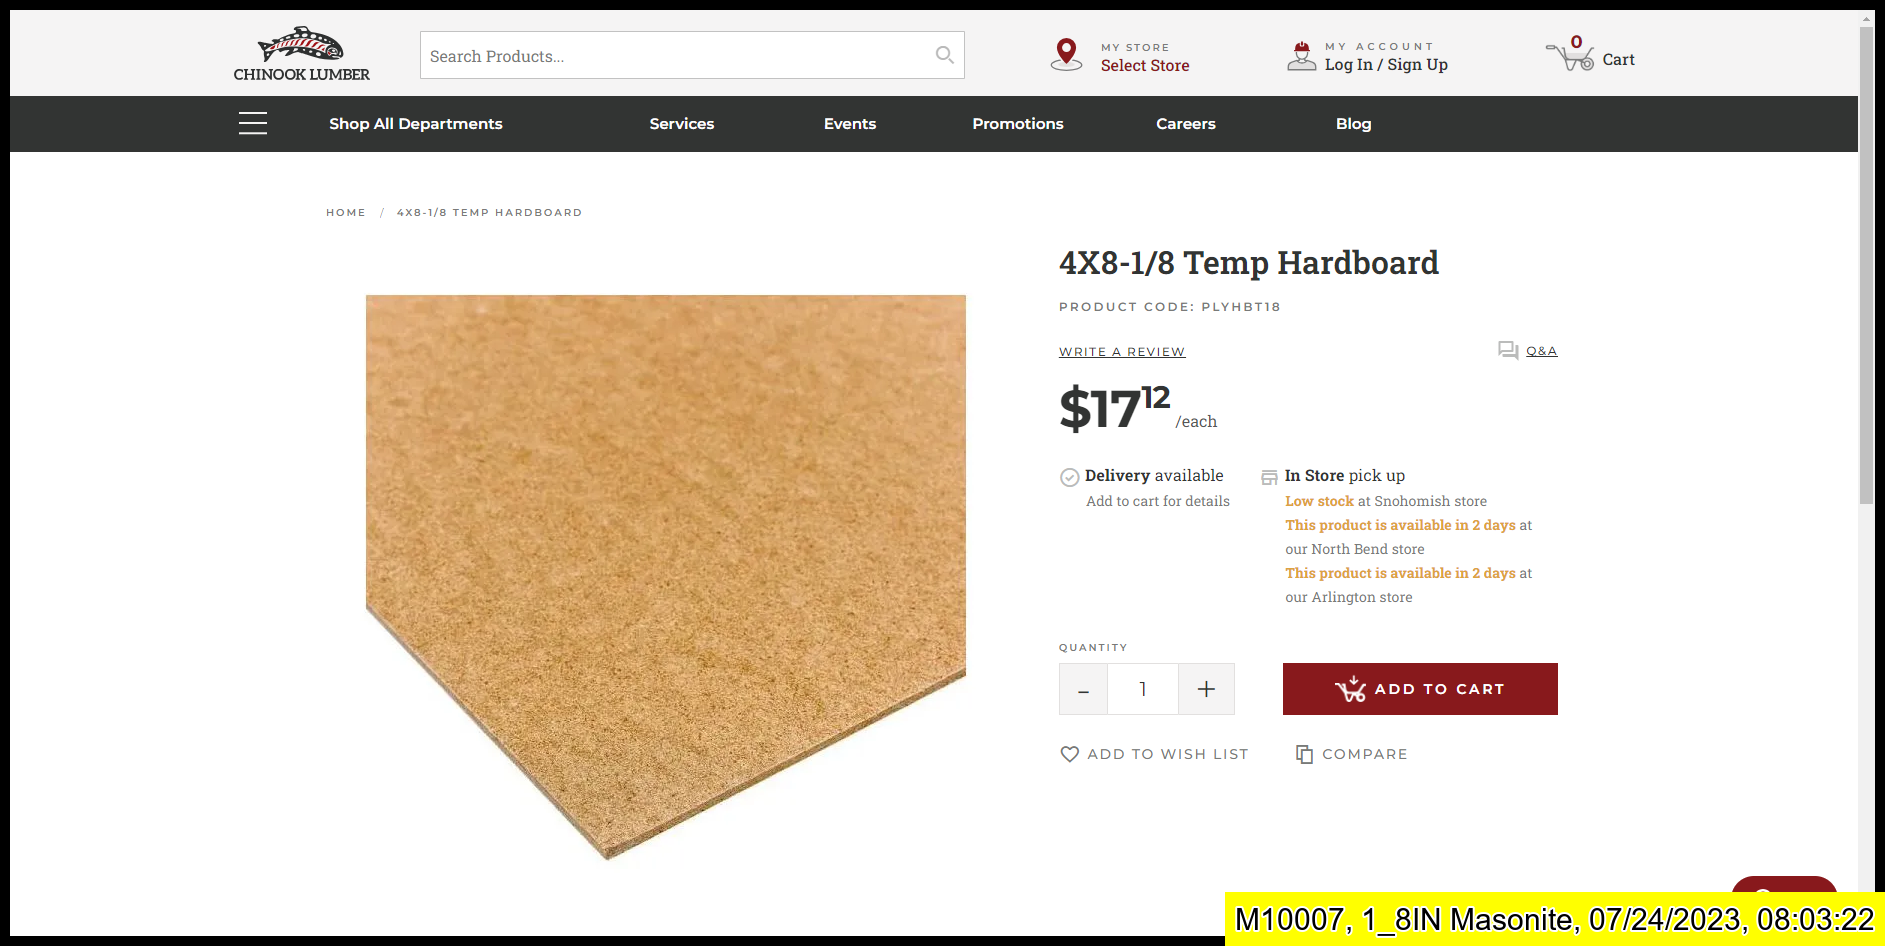 CHINOOK LUMBER
Search Products...
MY STORE
Select Store
MY ACCOUNT
Log In / Sign Up
0
Cart
Shop All Departments
Services
Events
Promotions
Careers
Blog
HOME / 4X8-1/8 TEMP HARDBOARD
4X8-1/8 Temp Hardboard
PRODUCT CODE: PLYHBT18
WRITE A REVIEW
Q&A
$17 12 /each
Delivery available
Add to cart for details
In Store pick up
Low stock at Snohomish store
This product is available in 2 days at
our North Bend store
This product is available in 2 days at
our Arlington store
QUANTITY
- 1 +
ADD TO CART
ADD TO WISH LIST
COMPARE
M10007, 1_8IN Masonite, 07/24/2023, 08:03:22